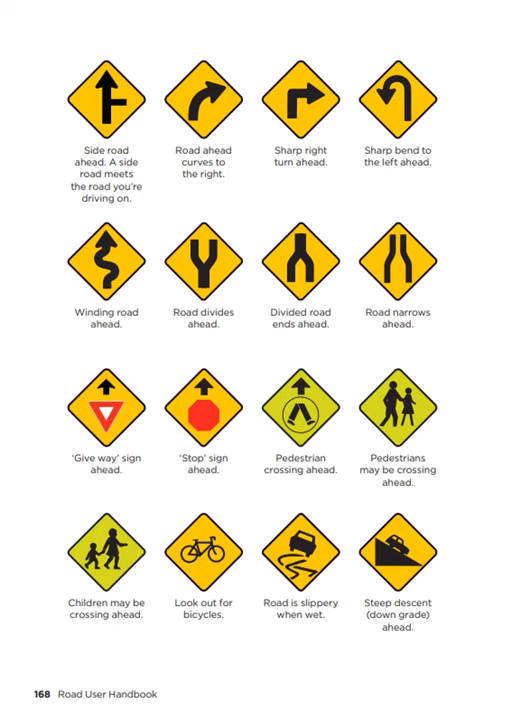 Side road
ahead. A side
road meets
the road you’re
driving on.
Road ahead
curves to
the right.
Sharp right
turn ahead.
Sharp bend to
the left ahead.
Winding road
ahead.
Road divides
ahead.
Divided road
ends ahead.
Road narrows
ahead.
‘Give way’ sign
ahead.
‘Stop’ sign
ahead.
Pedestrian
crossing ahead.
Pedestrians
may be crossing
ahead.
Children may be
crossing ahead.
Look out for
bicycles.
Road is slippery
when wet.
Steep descent
(down grade)
ahead.
168 Road User Handbook